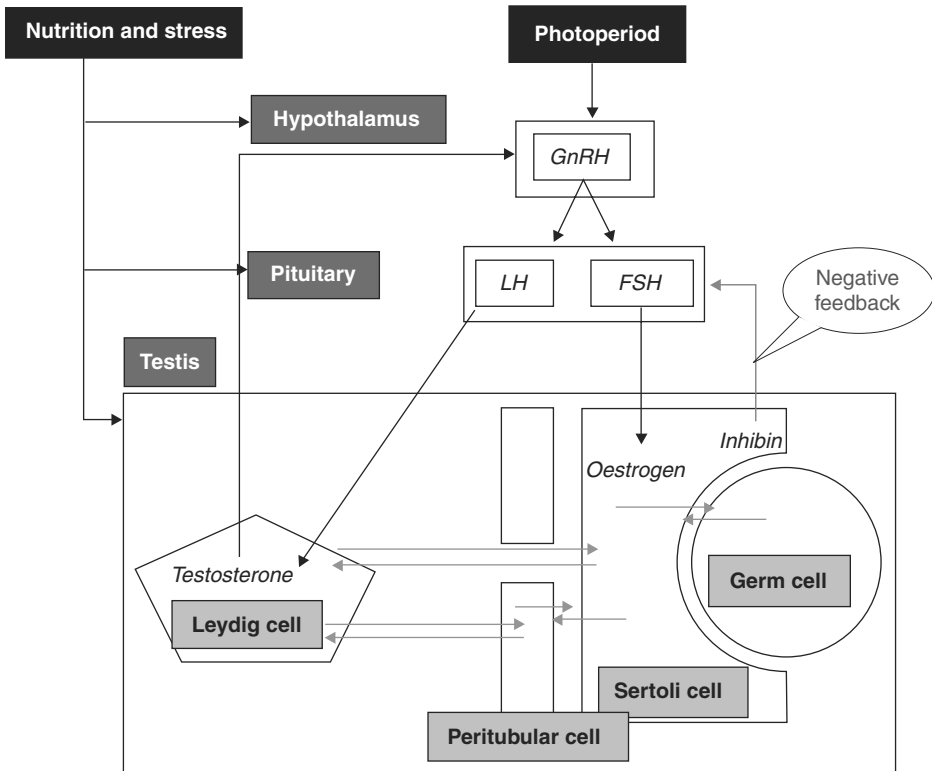 Nutrition and stress
Photoperiod
Hypothalamus
GnRH
Pituitary
LH
FSH
Negative
feedback
Testis
Inhibin
Oestrogen
Testosterone
Germ cell
Leydig cell
Sertoli cell
Peritubular cell